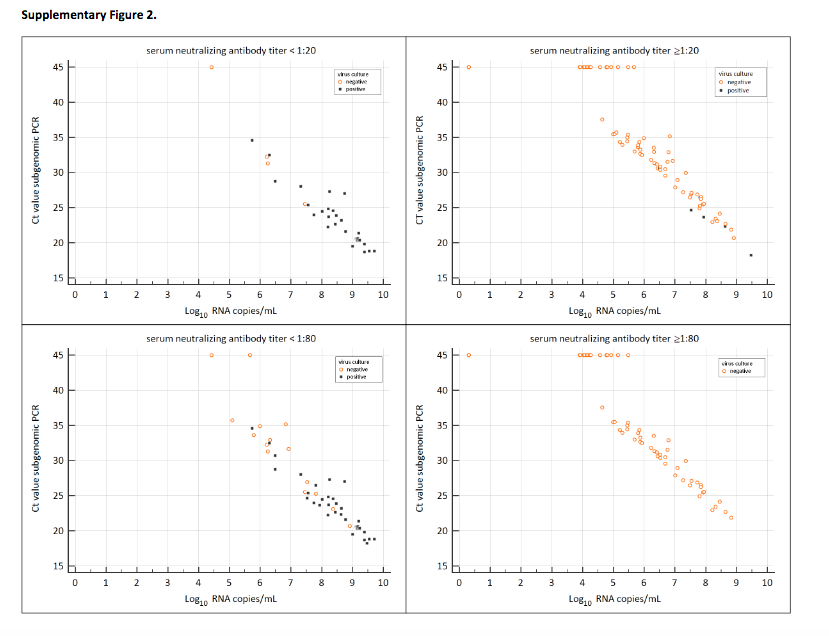 Supplementary Figure 2.
serum neutralizing antibody titer < 1:20
45
40
35
30
25
20
15
Ct value subgenomic PCR
virus culture
negative
positive
0 1 2 3 4 5 6 7 8 9 10
Log10 RNA copies/mL
serum neutralizing antibody titer ≥1:20
45
40
35
30
25
20
15
CT value subgenomic PCR
virus culture
negative
positive
0 1 2 3 4 5 6 7 8 9 10
Log10 RNA copies/mL
serum neutralizing antibody titer < 1:80
45
40
35
30
25
20
15
Ct value subgenomic PCR
virus culture
negative
positive
0 1 2 3 4 5 6 7 8 9 10
Log10 RNA copies/mL
serum neutralizing antibody titer ≥1:80
45
40
35
30
25
20
15
Ct value subgenomic PCR
virus culture
negative
0 1 2 3 4 5 6 7 8 9 10
Log10 RNA copies/mL